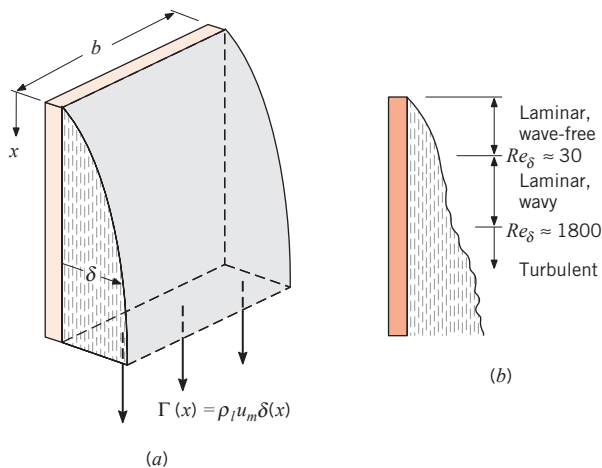 b
x
δ
Γ (x) = ρ_l u_m δ(x)
(a)
Laminar,
wave-free
Re_δ ≈ 30
Laminar,
wavy
Re_δ ≈ 1800
Turbulent
(b)